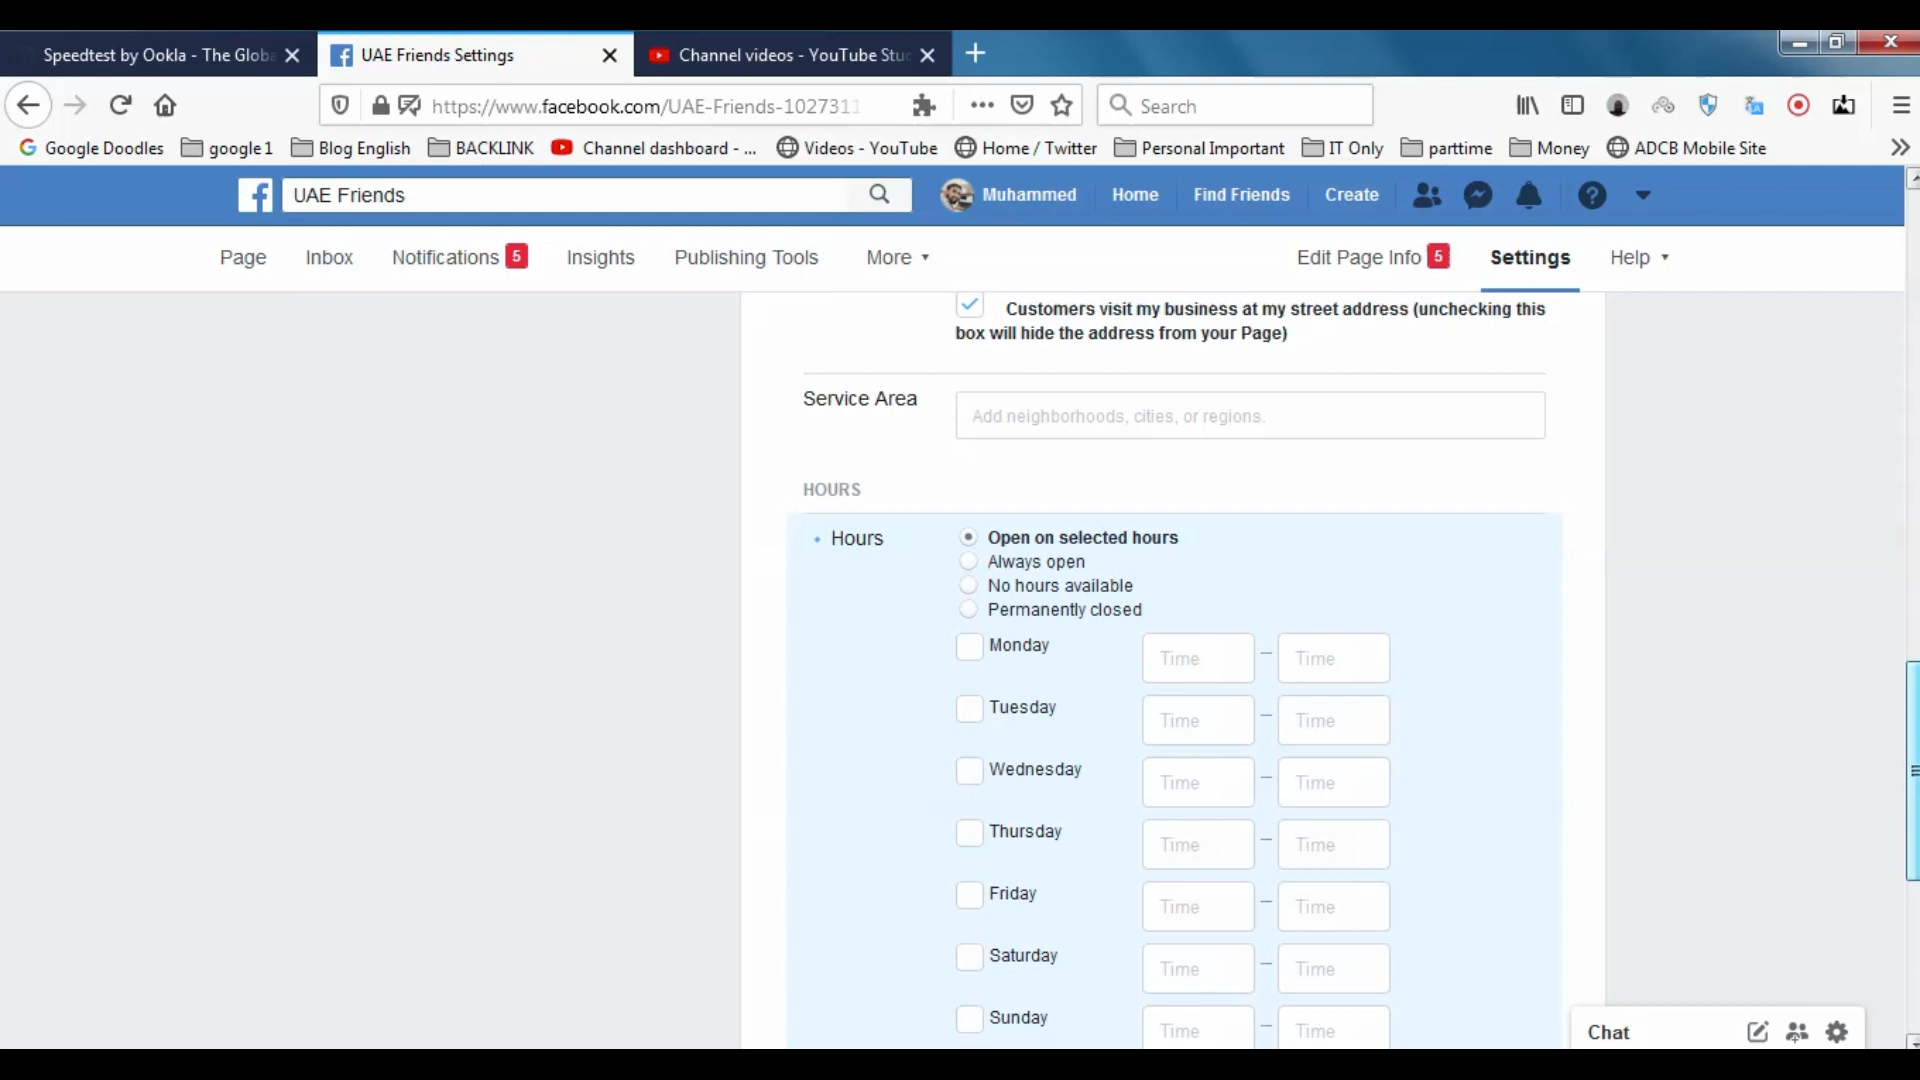 Speedtest by Ookla - The Globa
UAE Friends Settings
Channel videos - YouTube Stu
https://www.facebook.com/UAE-Friends-1027311
Search
Google Doodles
google1
Blog English
BACKLINK
Channel dashboard - ...
Videos - YouTube
Home / Twitter
Personal Important
IT Only
parttime
Money
ADCB Mobile Site
UAE Friends
Muhammed
Home
Find Friends
Create
Page
Inbox
Notifications 5
Insights
Publishing Tools
More
Edit Page Info 5
Settings
Help
Customers visit my business at my street address (unchecking this
box will hide the address from your Page)
Service Area
Add neighborhoods, cities, or regions.
HOURS
Hours
Open on selected hours
Always open
No hours available
Permanently closed
Monday Time – Time
Tuesday Time – Time
Wednesday Time – Time
Thursday Time – Time
Friday Time – Time
Saturday Time – Time
Sunday Time – Time
Chat